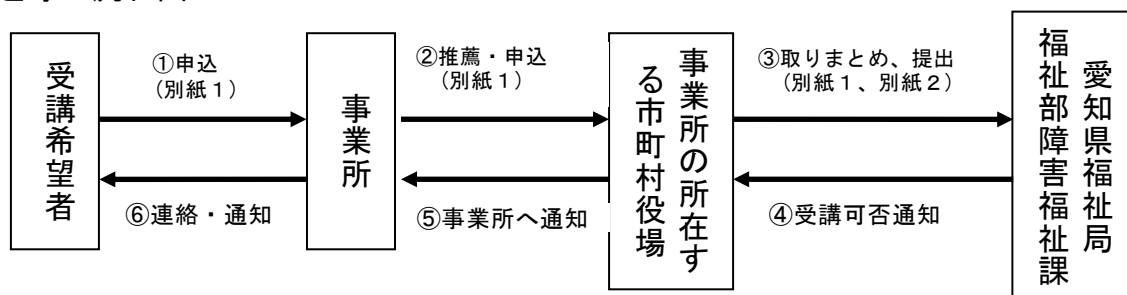 受講希望者
①申込
（別紙１）
事業所
②推薦・申込
（別紙１）
事業所の所在す
る市町村役場
③取りまとめ、提出
（別紙１、別紙２）
愛知県福祉局
福祉部障害福祉課
④受講可否通知
⑤事業所へ通知
⑥連絡・通知